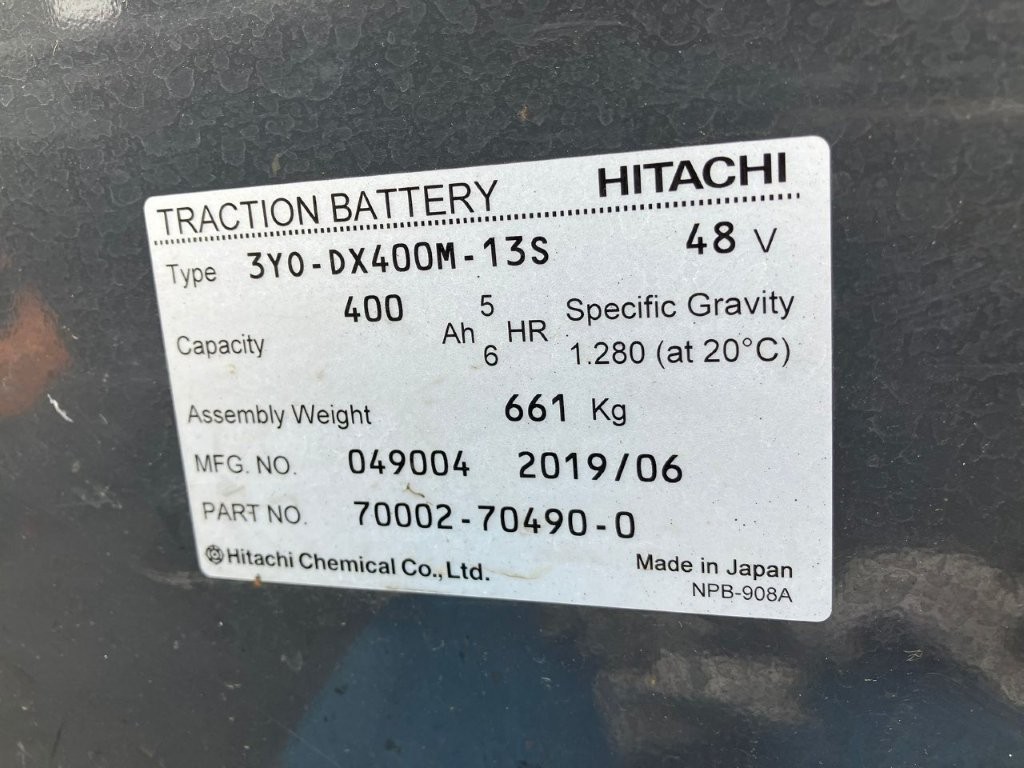 TRACTION BATTERY HITACHI
Type 3Y0-DX400M-13S 48 V
Capacity 400 Ah 5 6 HR Specific Gravity
1.280 (at 20°C)
Assembly Weight 661 Kg
MFG. NO. 049004 2019/06
PART NO. 70002-70490-0
Hitachi Chemical Co., Ltd. Made in Japan
NPB-908A